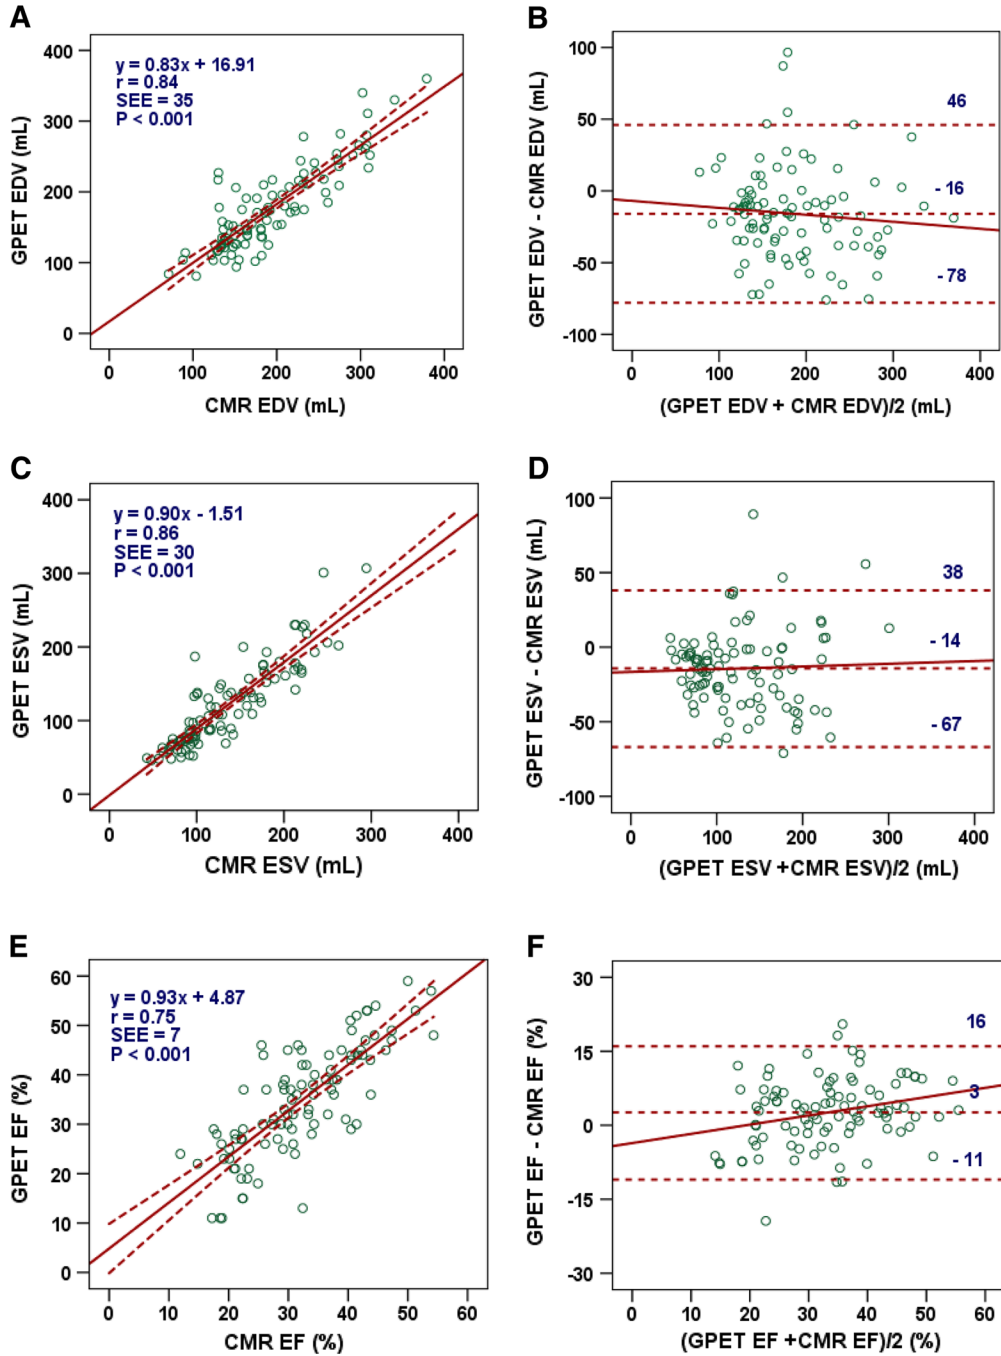 A
y = 0.83x + 16.91
r = 0.84
SEE = 35
P < 0.001
GPET EDV (mL)
400
300
200
100
0
0 100 200 300 400
CMR EDV (mL)
B
GPET EDV - CMR EDV (mL)
100
50
0
-50
-100
46
- 16
- 78
0 100 200 300 400
(GPET EDV + CMR EDV)/2 (mL)
C
y = 0.90x - 1.51
r = 0.86
SEE = 30
P < 0.001
GPET ESV (mL)
400
300
200
100
0
0 100 200 300 400
CMR ESV (mL)
D
GPET ESV - CMR ESV (mL)
100
50
0
-50
-100
38
- 14
- 67
0 100 200 300 400
(GPET ESV +CMR ESV)/2 (mL)
E
y = 0.93x + 4.87
r = 0.75
SEE = 7
P < 0.001
GPET EF (%)
60
50
40
30
20
10
0
0 10 20 30 40 50 60
CMR EF (%)
F
GPET EF - CMR EF (%)
30
15
0
-15
-30
16
3
- 11
0 10 20 30 40 50 60
(GPET EF +CMR EF)/2 (%)